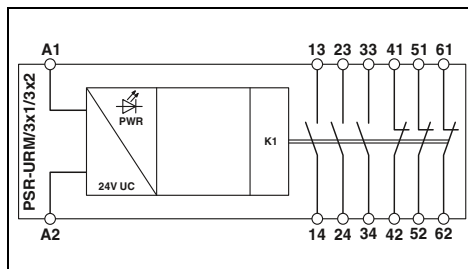 A1 13 23 33 41 51 61
PSR-URM/3x1/3x2
PWR
K1
24V UC
A2 14 24 34 42 52 62